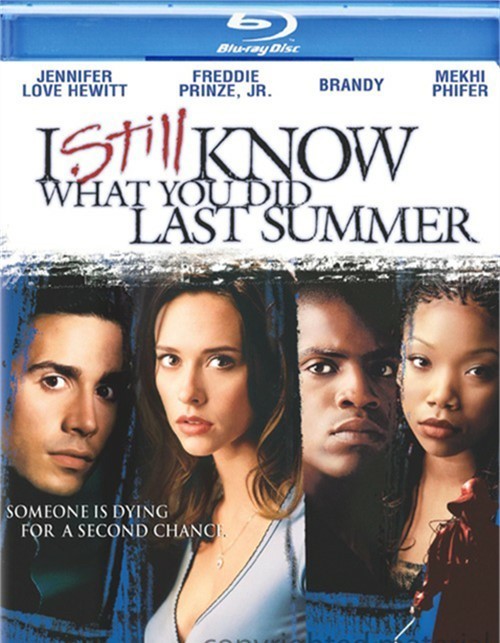 Blu-ray Disc
JENNIFER LOVE HEWITT
FREDDIE PRINZE, JR.
BRANDY
MEKHI PHIFER
I Still KNOW
WHAT YOU DID
LAST SUMMER
SOMEONE IS DYING
FOR A SECOND CHANCE.